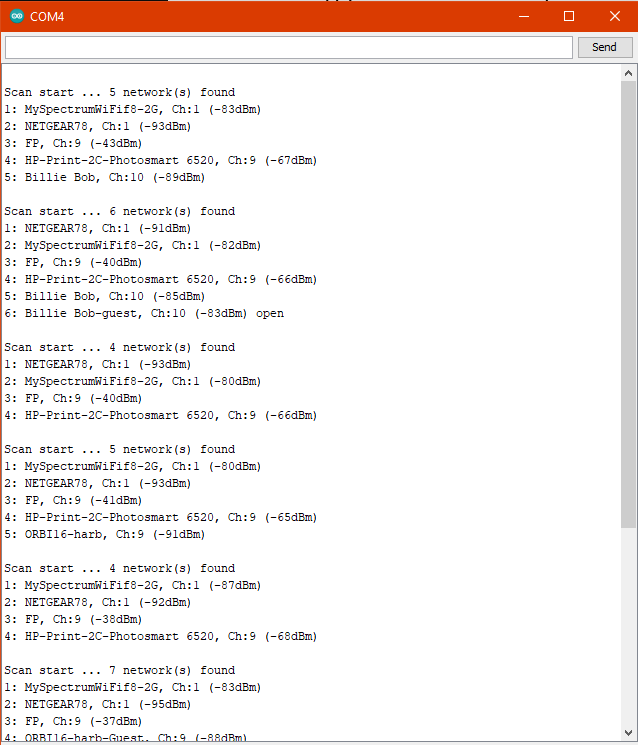 COM4
Send
Scan start ... 5 network(s) found
1: MySpectrumWiFif8-2G, Ch:1 (-83dBm)
2: NETGEAR78, Ch:1 (-93dBm)
3: FP, Ch:9 (-43dBm)
4: HP-Print-2C-Photosmart 6520, Ch:9 (-67dBm)
5: Billie Bob, Ch:10 (-89dBm)
Scan start ... 6 network(s) found
1: NETGEAR78, Ch:1 (-91dBm)
2: MySpectrumWiFif8-2G, Ch:1 (-82dBm)
3: FP, Ch:9 (-40dBm)
4: HP-Print-2C-Photosmart 6520, Ch:9 (-66dBm)
5: Billie Bob, Ch:10 (-85dBm)
6: Billie Bob-guest, Ch:10 (-83dBm) open
Scan start ... 4 network(s) found
1: NETGEAR78, Ch:1 (-93dBm)
2: MySpectrumWiFif8-2G, Ch:1 (-80dBm)
3: FP, Ch:9 (-40dBm)
4: HP-Print-2C-Photosmart 6520, Ch:9 (-66dBm)
Scan start ... 5 network(s) found
1: MySpectrumWiFif8-2G, Ch:1 (-80dBm)
2: NETGEAR78, Ch:1 (-93dBm)
3: FP, Ch:9 (-41dBm)
4: HP-Print-2C-Photosmart 6520, Ch:9 (-65dBm)
5: ORBI16-harb, Ch:9 (-91dBm)
Scan start ... 4 network(s) found
1: MySpectrumWiFif8-2G, Ch:1 (-87dBm)
2: NETGEAR78, Ch:1 (-92dBm)
3: FP, Ch:9 (-38dBm)
4: HP-Print-2C-Photosmart 6520, Ch:9 (-68dBm)
Scan start ... 7 network(s) found
1: MySpectrumWiFif8-2G, Ch:1 (-83dBm)
2: NETGEAR78, Ch:1 (-95dBm)
3: FP, Ch:9 (-37dBm)
4: ORBI16-harb-Guest, Ch:9 (-88dBm)